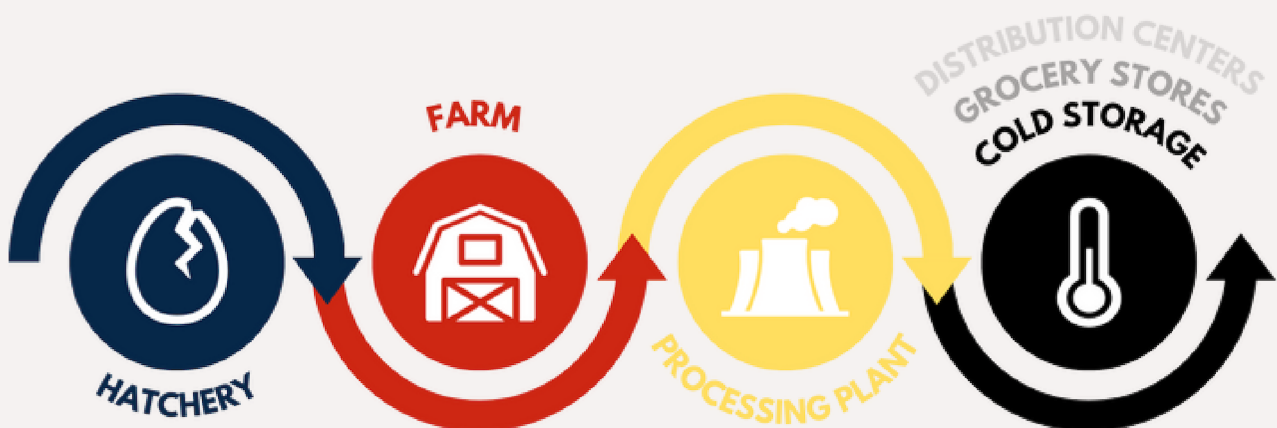 HATCHERY
FARM
PROCESSING PLANT
DISTRIBUTION CENTERS
GROCERY STORES
COLD STORAGE